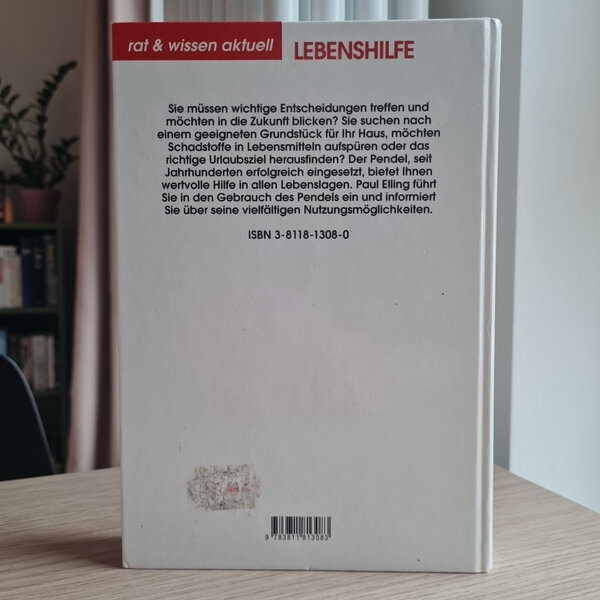 rat & wissen aktuell LEBENSHILFE
Sie müssen wichtige Entscheidungen treffen und
möchten in die Zukunft blicken? Sie suchen nach
einem geeigneten Grundstück für Ihr Haus, möchten
Schadstoffe in Lebensmitteln aufspüren oder das
richtige Urlaubsziel herausfinden? Der Pendel, seit
Jahrhunderten erfolgreich eingesetzt, bietet Ihnen
wertvolle Hilfe in allen Lebenslagen. Paul Elling führt
Sie in den Gebrauch des Pendels ein und informiert
Sie über seine vielfältigen Nutzungsmöglichkeiten.
ISBN 3-8118-1308-0
9 783811 813083